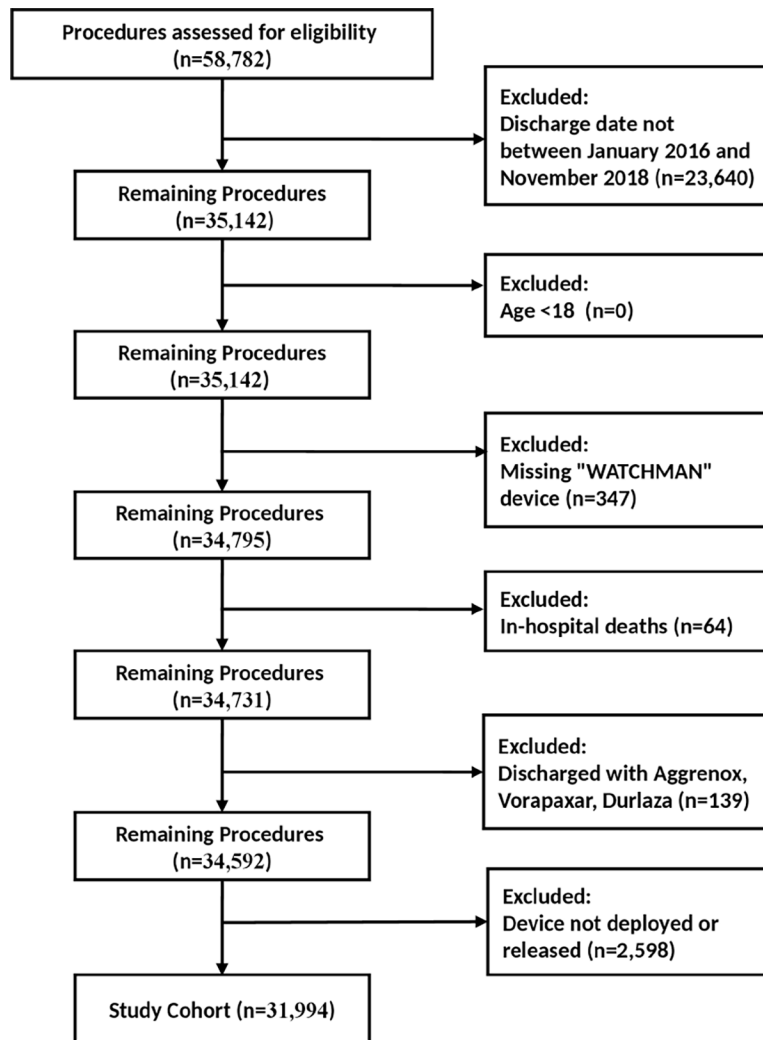 Procedures assessed for eligibility
(n=58,782)
Excluded:
Discharge date not
between January 2016 and
November 2018 (n=23,640)
Remaining Procedures
(n=35,142)
Excluded:
Age <18 (n=0)
Remaining Procedures
(n=35,142)
Excluded:
Missing "WATCHMAN"
device (n=347)
Remaining Procedures
(n=34,795)
Excluded:
In-hospital deaths (n=64)
Remaining Procedures
(n=34,731)
Excluded:
Discharged with Aggrenox,
Vorapaxar, Durlaza (n=139)
Remaining Procedures
(n=34,592)
Excluded:
Device not deployed or
released (n=2,598)
Study Cohort (n=31,994)